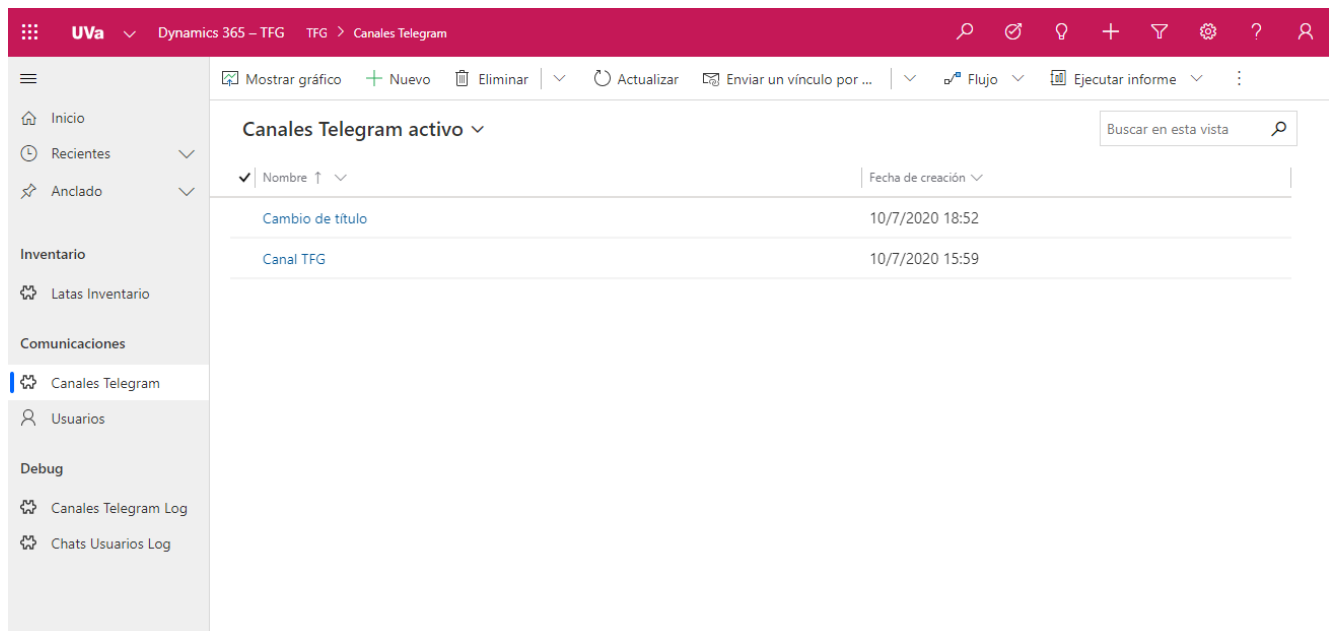 UVa Dynamics 365 – TFG TFG > Canales Telegram
Mostrar gráfico Nuevo Eliminar Actualizar Enviar un vínculo por ... Flujo Ejecutar informe
Inicio
Recientes
Anclado
Inventario
Latas Inventario
Comunicaciones
Canales Telegram
Usuarios
Debug
Canales Telegram Log
Chats Usuarios Log
Canales Telegram activo
Buscar en esta vista
Nombre ↑ Fecha de creación
Cambio de título 10/7/2020 18:52
Canal TFG 10/7/2020 15:59